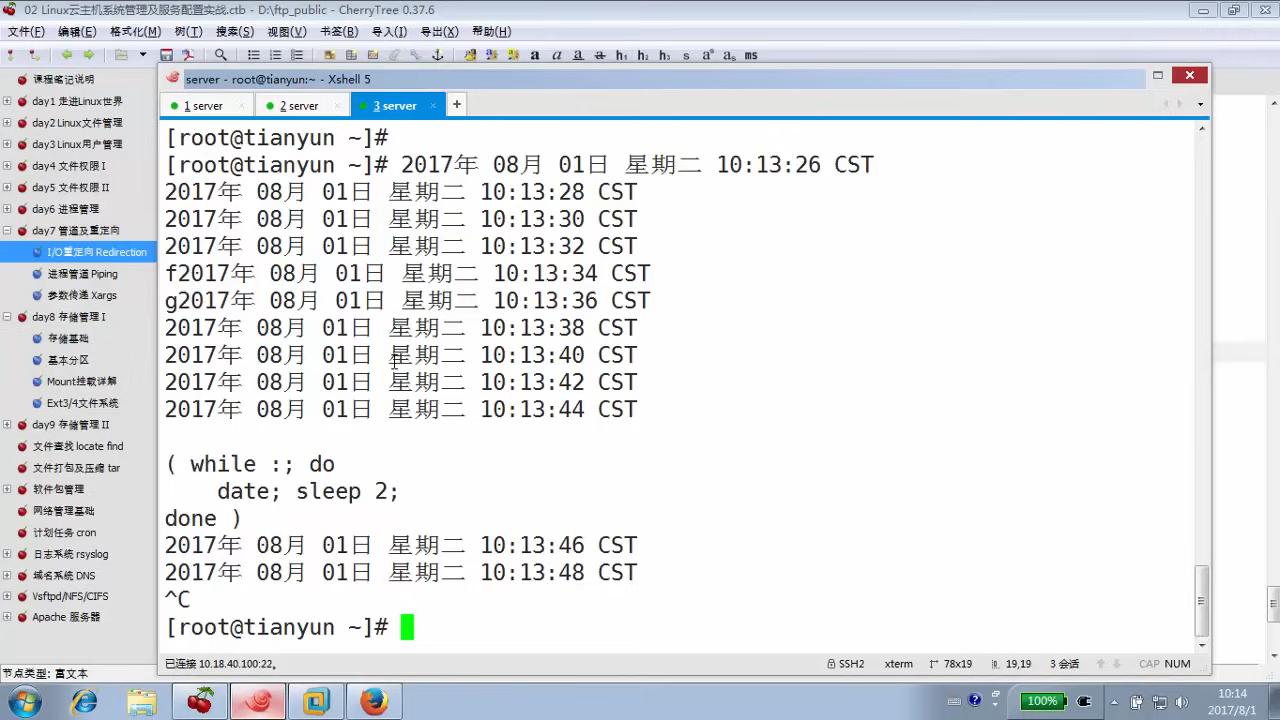 02 Linux云主机系统管理及服务配置实战.ctb - D:\ftp_public - CherryTree 0.37.6
文件(F) 编辑(E) 格式化(M) 树(T) 搜索(S) 视图(V) 书签(B) 导入(I) 导出(X) 帮助(H)
a a a a h₁ h₂ h₃ s sª aₛ ms
课程笔记说明
day1 走进Linux世界
day2 Linux文件管理
day3 Linux用户管理
day4 文件权限 I
day5 文件权限 II
day6 进程管理
day7 管道及重定向
I/O重定向 Redirection
进程管道 Piping
参数传递 Xargs
day8 存储管理 I
存储基础
基本分区
Mount挂载详解
Ext3/4文件系统
day9 存储管理 II
文件查找 locate find
文件打包及压缩 tar
软件包管理
网络管理基础
计划任务 cron
日志系统 rsyslog
域名系统 DNS
Vsftpd/NFS/CIFS
Apache 服务器
节点类型: 富文本
server - root@tianyun:~ - Xshell 5
1 server × 2 server × 3 server × +
[root@tianyun ~]#
[root@tianyun ~]# 2017年 08月 01日 星期二 10:13:26 CST
2017年 08月 01日 星期二 10:13:28 CST
2017年 08月 01日 星期二 10:13:30 CST
2017年 08月 01日 星期二 10:13:32 CST
f2017年 08月 01日 星期二 10:13:34 CST
g2017年 08月 01日 星期二 10:13:36 CST
2017年 08月 01日 星期二 10:13:38 CST
2017年 08月 01日 星期二 10:13:40 CST
2017年 08月 01日 星期二 10:13:42 CST
2017年 08月 01日 星期二 10:13:44 CST
( while :; do
date; sleep 2;
done )
2017年 08月 01日 星期二 10:13:46 CST
2017年 08月 01日 星期二 10:13:48 CST
^C
[root@tianyun ~]#
已连接 10.18.40.100:22。 SSH2 xterm 78x19 19,19 3 会话 CAP NUM
100% 10:14
2017/8/1